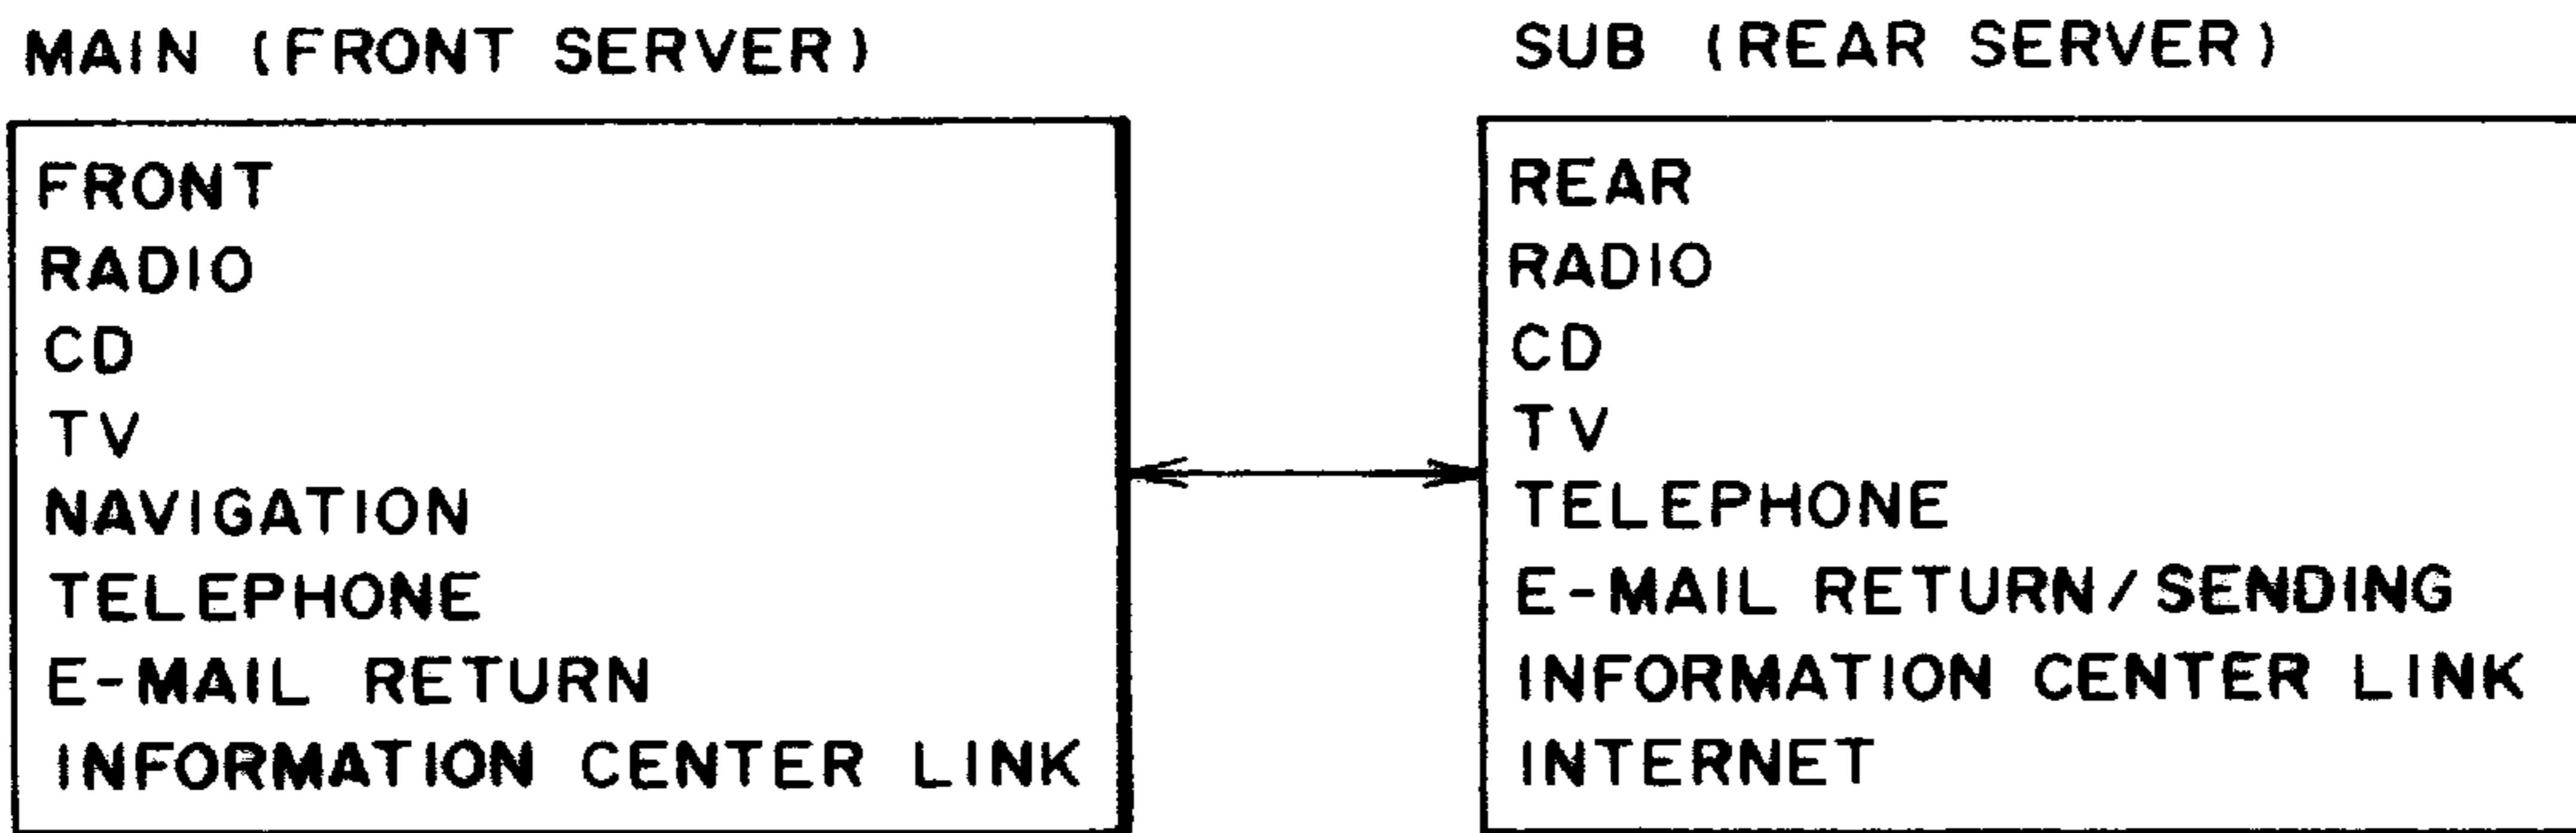 MAIN (FRONT SERVER)
FRONT
RADIO
CD
TV
NAVIGATION
TELEPHONE
E-MAIL RETURN
INFORMATION CENTER LINK
SUB (REAR SERVER)
REAR
RADIO
CD
TV
TELEPHONE
E-MAIL RETURN/SENDING
INFORMATION CENTER LINK
INTERNET